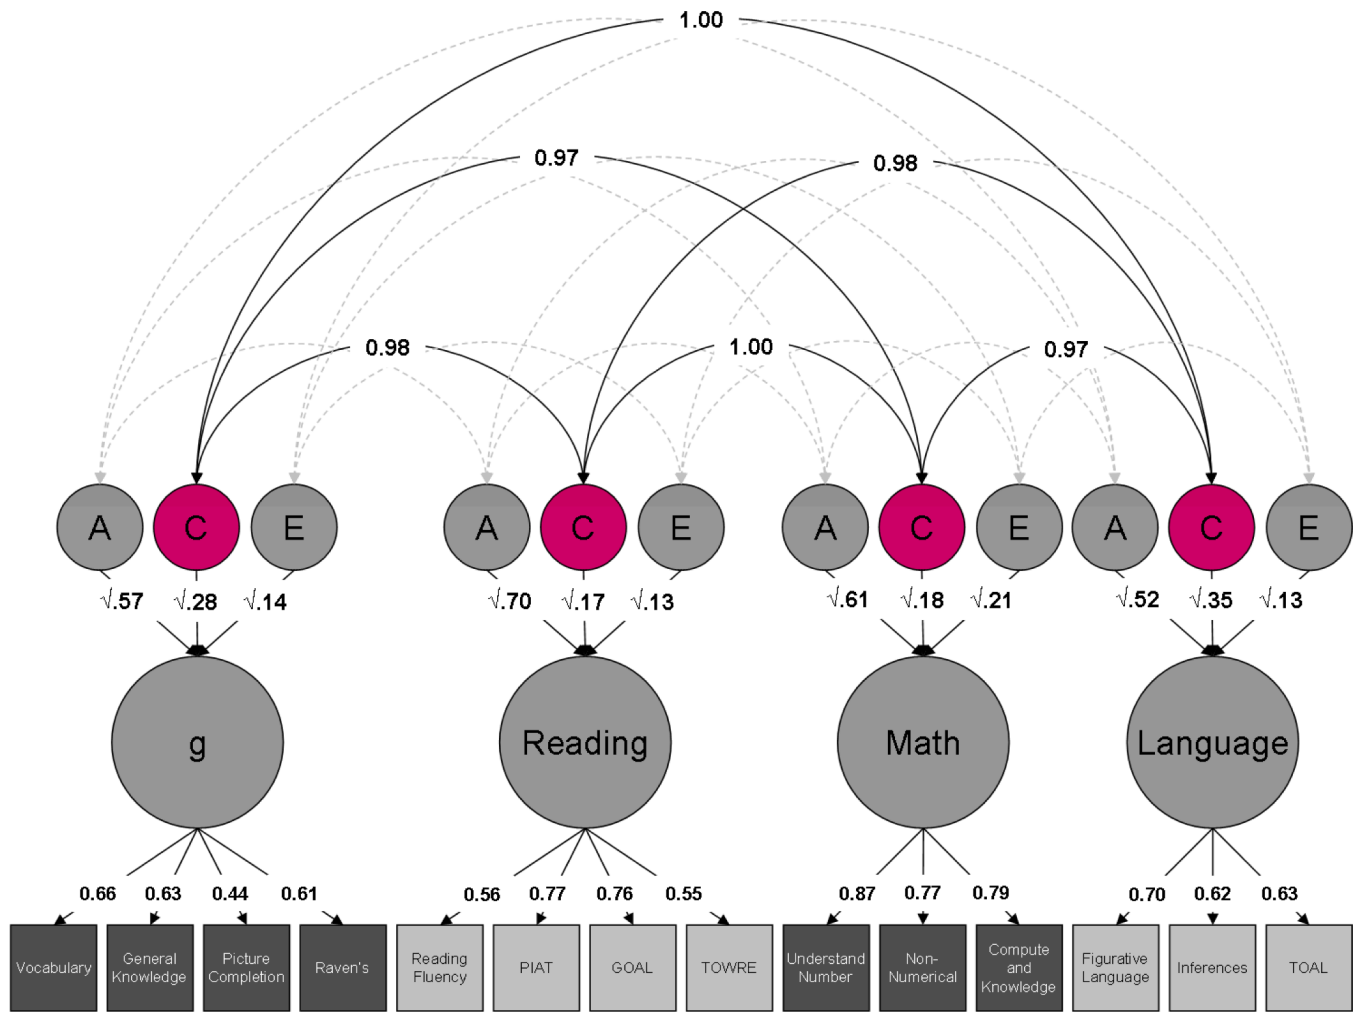 1.00
0.97
0.98
0.98
1.00
0.97
A C E A C E A C E A C E
√.57 √.28 √.14 √.70 √.17 √.13 √.61 √.18 √.21 √.52 √.35 √.13
g Reading Math Language
0.66 0.63 0.44 0.61 0.56 0.77 0.76 0.55 0.87 0.77 0.79 0.70 0.62 0.63
Vocabulary
General
Knowledge
Picture
Completion
Raven's
Reading
Fluency
PIAT
GOAL
TOWRE
Understand
Number
Non-
Numerical
Compute
and
Knowledge
Figurative
Language
Inferences
TOAL